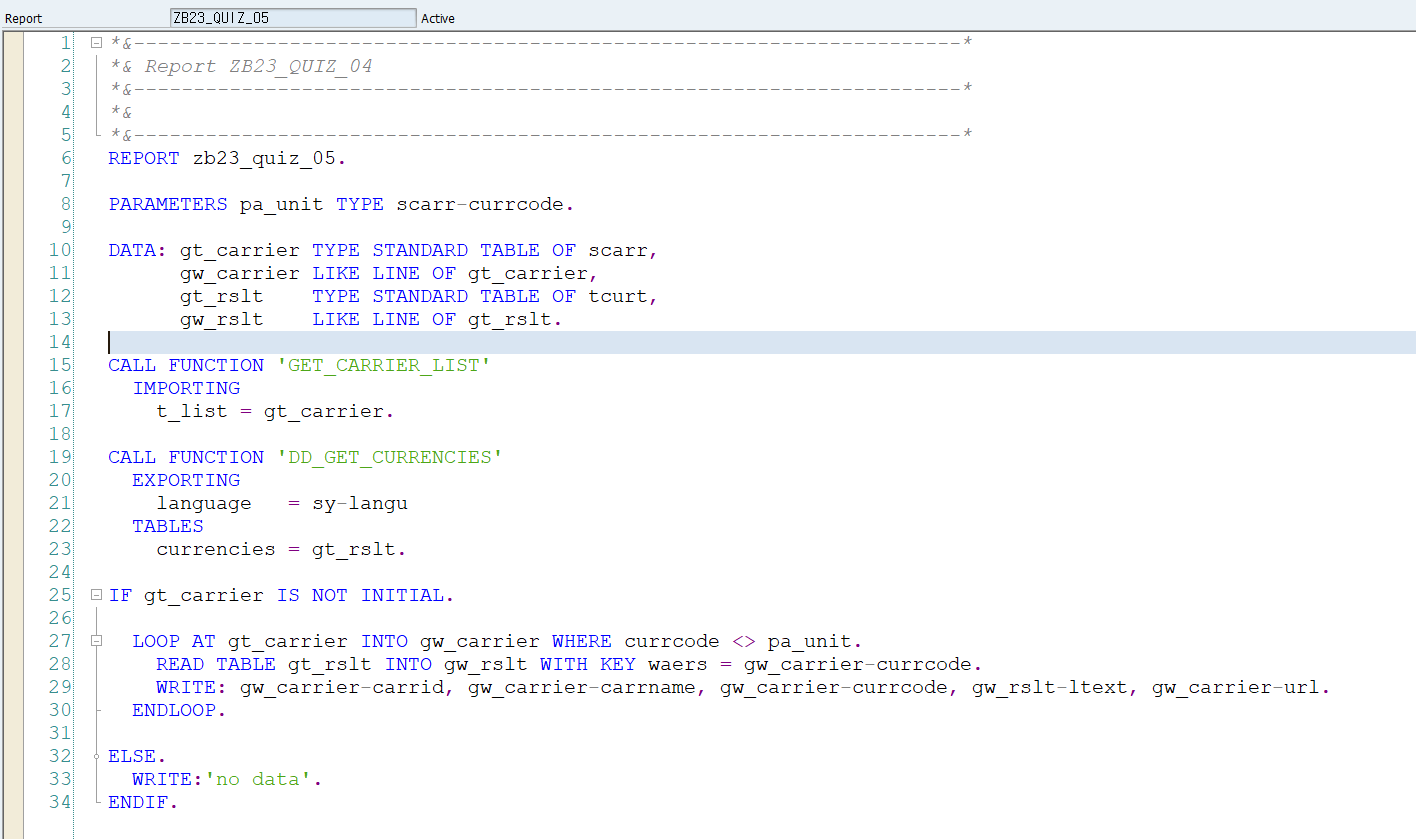 Report ZB23_QUIZ_05 Active
1 *&---------------------------------------------------------------------*
2 *& Report ZB23_QUIZ_04
3 *&---------------------------------------------------------------------*
4 *&
5 *&---------------------------------------------------------------------*
6 REPORT zb23_quiz_05.
7
8 PARAMETERS pa_unit TYPE scarr-currcode.
9
10 DATA: gt_carrier TYPE STANDARD TABLE OF scarr,
11       gw_carrier LIKE LINE OF gt_carrier,
12       gt_rslt    TYPE STANDARD TABLE OF tcurt,
13       gw_rslt    LIKE LINE OF gt_rslt.
14
15 CALL FUNCTION 'GET_CARRIER_LIST'
16   IMPORTING
17     t_list = gt_carrier.
18
19 CALL FUNCTION 'DD_GET_CURRENCIES'
20   EXPORTING
21     language   = sy-langu
22   TABLES
23     currencies = gt_rslt.
24
25 IF gt_carrier IS NOT INITIAL.
26
27   LOOP AT gt_carrier INTO gw_carrier WHERE currcode <> pa_unit.
28     READ TABLE gt_rslt INTO gw_rslt WITH KEY waers = gw_carrier-currcode.
29     WRITE: gw_carrier-carrid, gw_carrier-carrname, gw_carrier-currcode, gw_rslt-ltext, gw_carrier-url.
30   ENDLOOP.
31
32 ELSE.
33   WRITE:'no data'.
34 ENDIF.